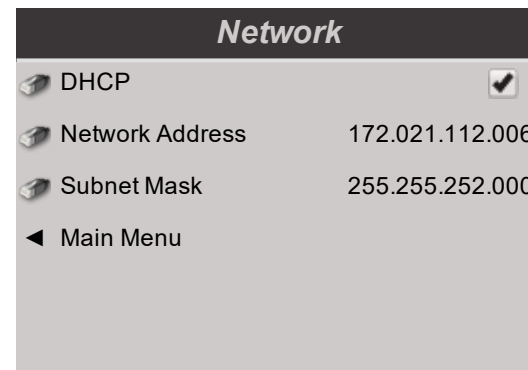 Network
DHCP
Network Address 172.021.112.006
Subnet Mask 255.255.252.000
◄ Main Menu